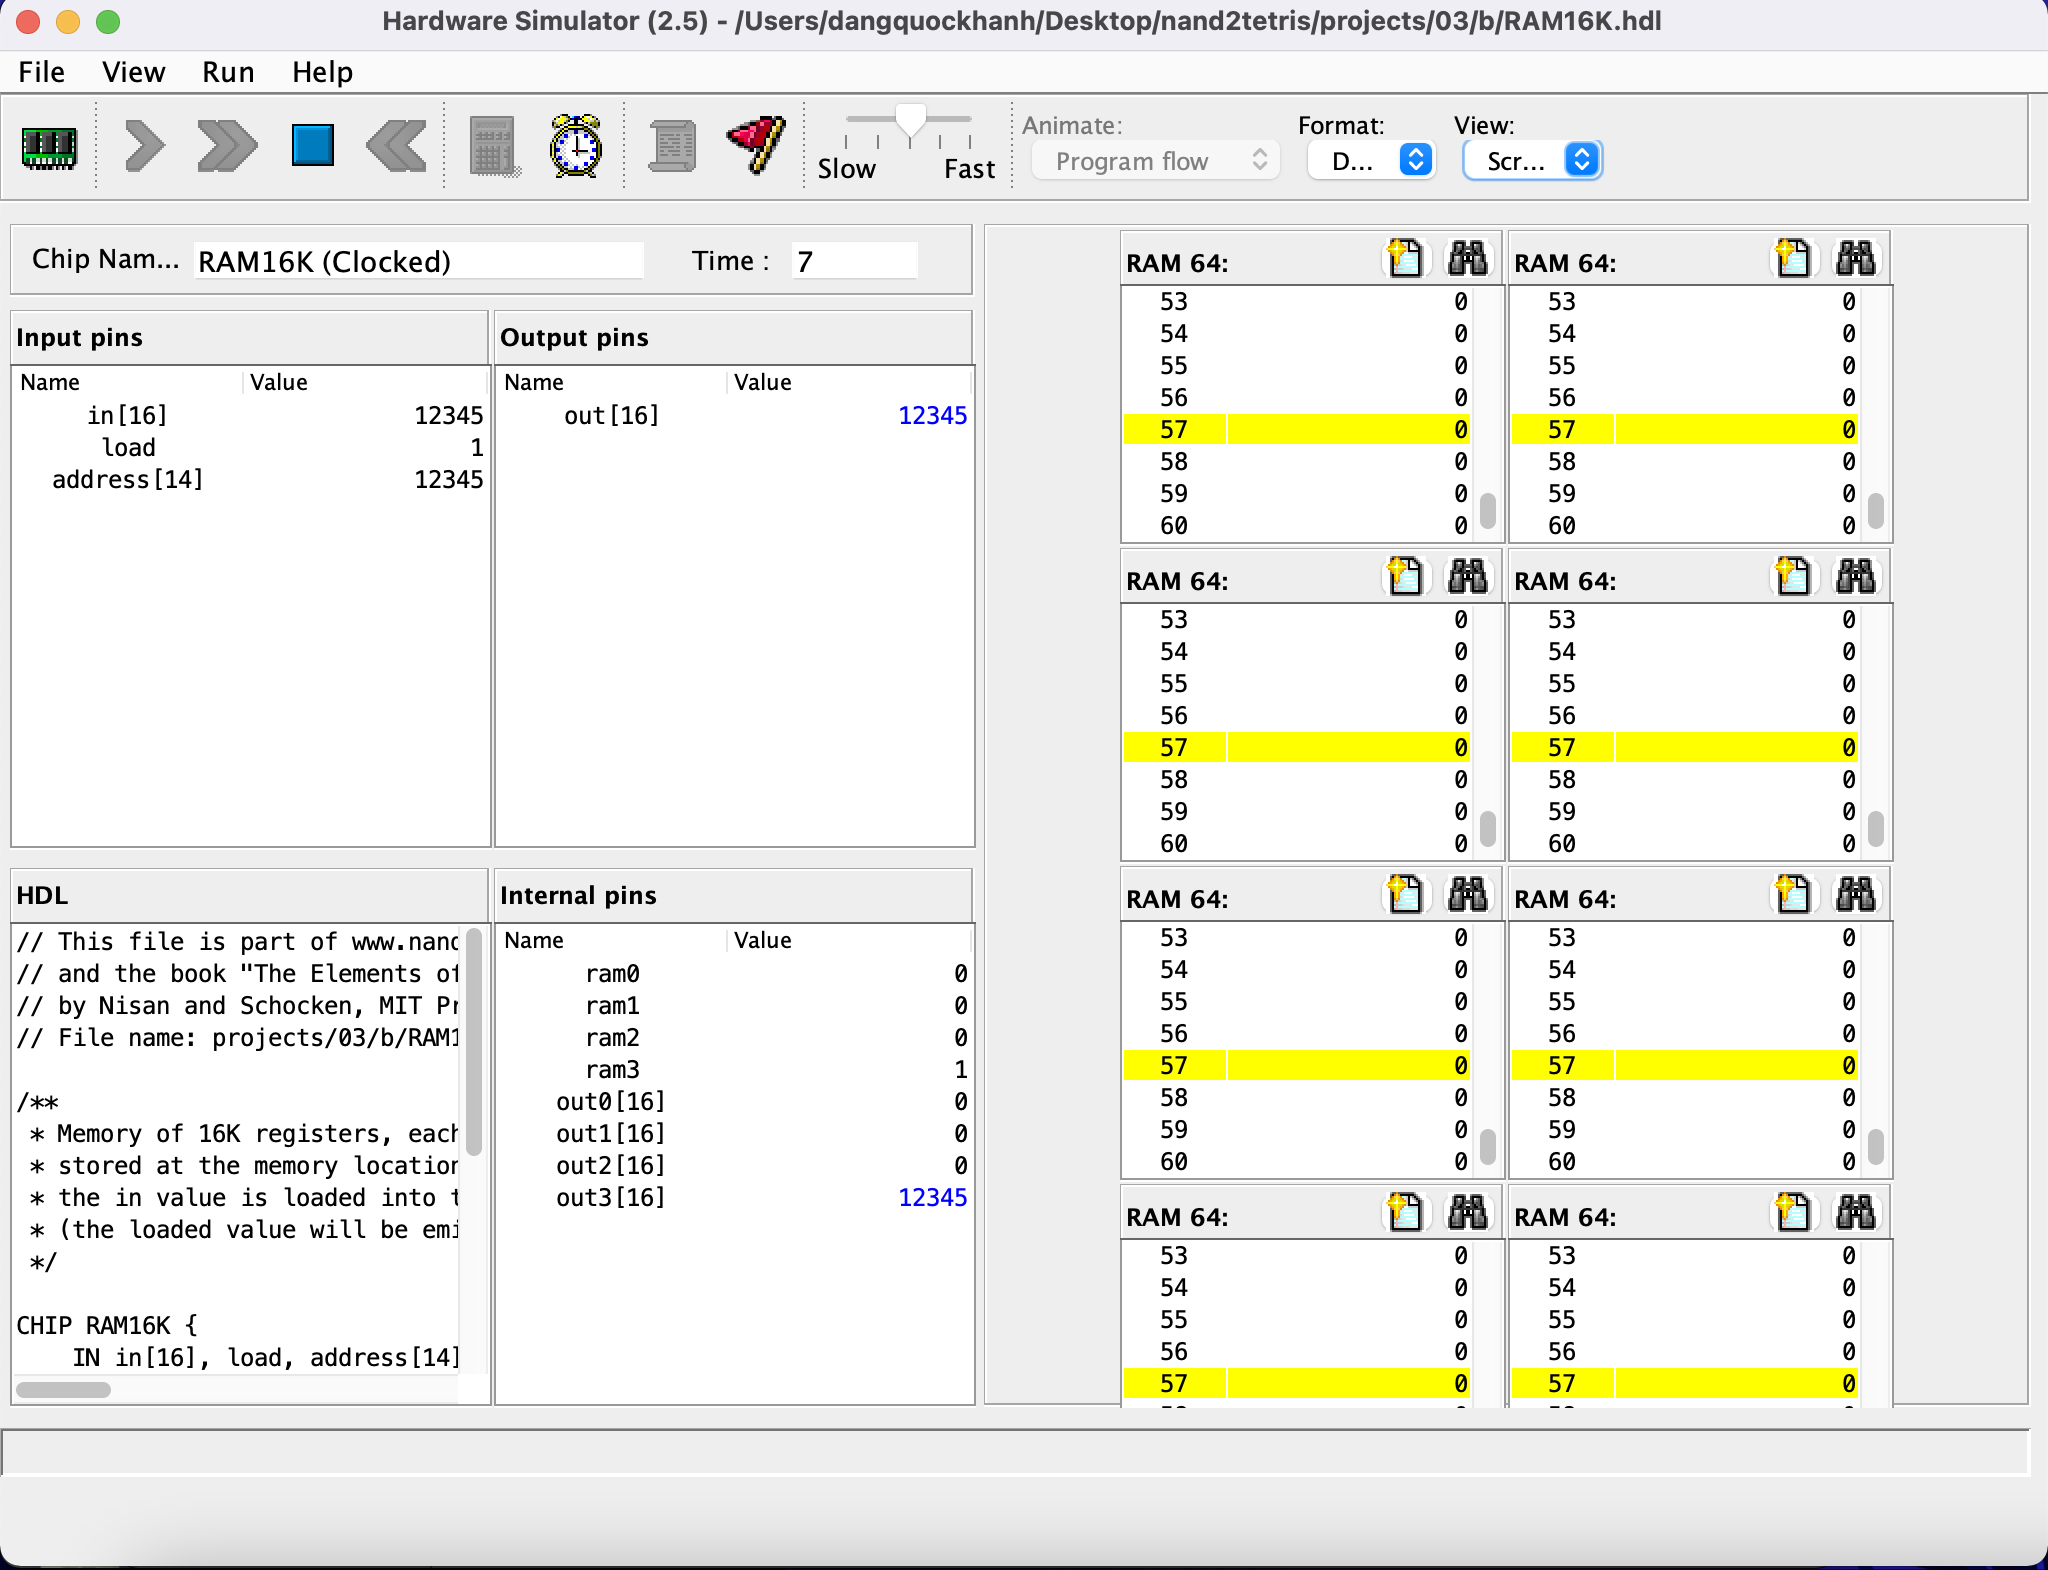 Hardware Simulator (2.5) - /Users/dangquockhanh/Desktop/nand2tetris/projects/03/b/RAM16K.hdl
File View Run Help
Slow Fast
Animate:
Program flow
Format:
D...
View:
Scr...
Chip Nam... RAM16K (Clocked) Time : 7
Input pins
Name Value
in[16] 12345
load 1
address[14] 12345
Output pins
Name Value
out[16] 12345
HDL
// This file is part of www.nand
// and the book "The Elements of
// by Nisan and Schocken, MIT Pr
// File name: projects/03/b/RAM1
/**
* Memory of 16K registers, each
* stored at the memory location
* the in value is loaded into t
* (the loaded value will be emi
*/
CHIP RAM16K {
IN in[16], load, address[14]
Internal pins
Name Value
ram0 0
ram1 0
ram2 0
ram3 1
out0[16] 0
out1[16] 0
out2[16] 0
out3[16] 12345
RAM 64:
53 0
54 0
55 0
56 0
57 0
58 0
59 0
60 0
RAM 64:
53 0
54 0
55 0
56 0
57 0
58 0
59 0
60 0
RAM 64:
53 0
54 0
55 0
56 0
57 0
58 0
59 0
60 0
RAM 64:
53 0
54 0
55 0
56 0
57 0
58 0
59 0
60 0
RAM 64:
53 0
54 0
55 0
56 0
57 0
58 0
59 0
60 0
RAM 64:
53 0
54 0
55 0
56 0
57 0
58 0
59 0
60 0
RAM 64:
53 0
54 0
55 0
56 0
57 0
RAM 64:
53 0
54 0
55 0
56 0
57 0